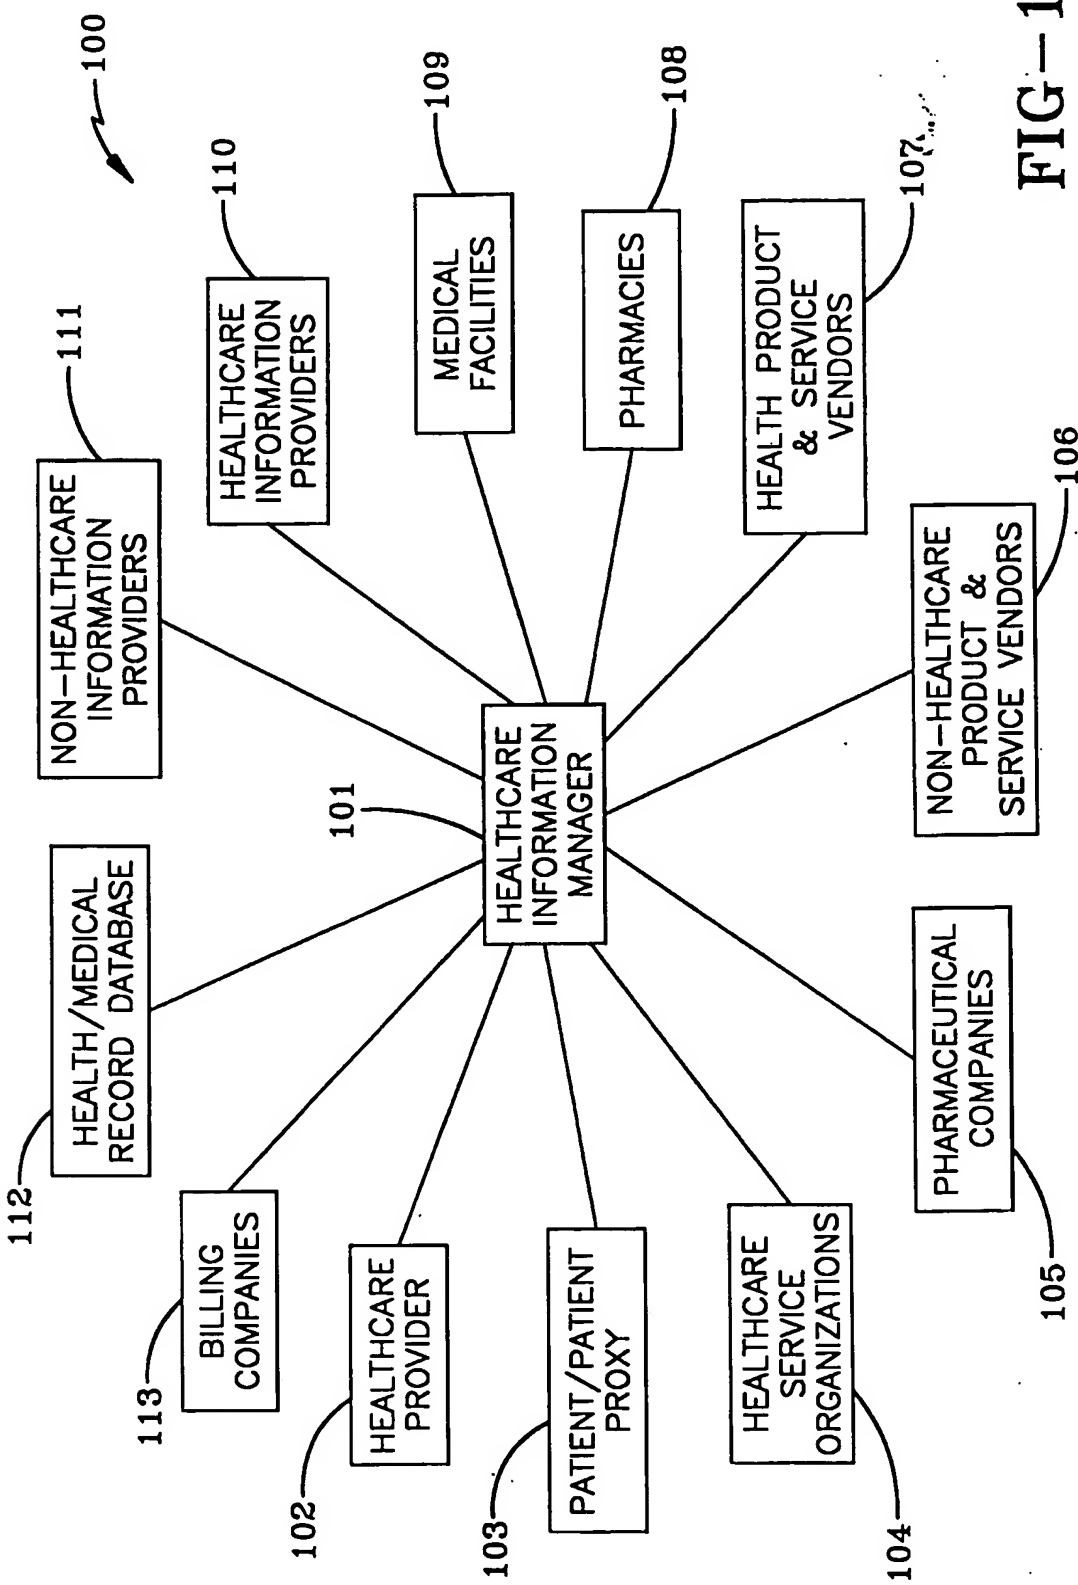 100
112
HEALTH/MEDICAL
RECORD DATABASE
111
NON-HEALTHCARE
INFORMATION
PROVIDERS
110
HEALTHCARE
INFORMATION
PROVIDERS
113
BILLING
COMPANIES
102
HEALTHCARE
PROVIDER
101
HEALTHCARE
INFORMATION
MANAGER
109
MEDICAL
FACILITIES
103
PATIENT/PATIENT
PROXY
108
PHARMACIES
104
HEALTHCARE
SERVICE
ORGANIZATIONS
107
HEALTH PRODUCT
& SERVICE
VENDORS
105
PHARMACEUTICAL
COMPANIES
106
NON-HEALTHCARE
PRODUCT &
SERVICE VENDORS
FIG-1